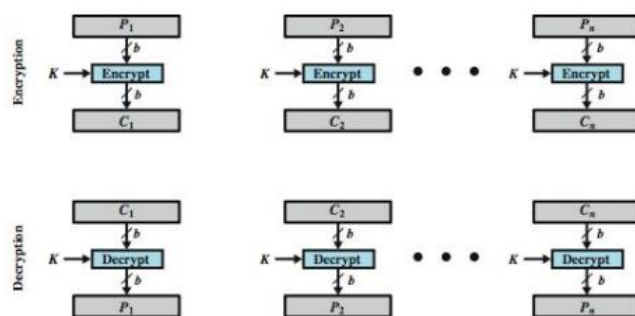 Encryption
P1 P2 Pn
b b b
K Encrypt K Encrypt K Encrypt
b b b
C1 C2 Cn
Decryption
C1 C2 Cn
b b b
K Decrypt K Decrypt K Decrypt
b b b
P1 P2 Pn